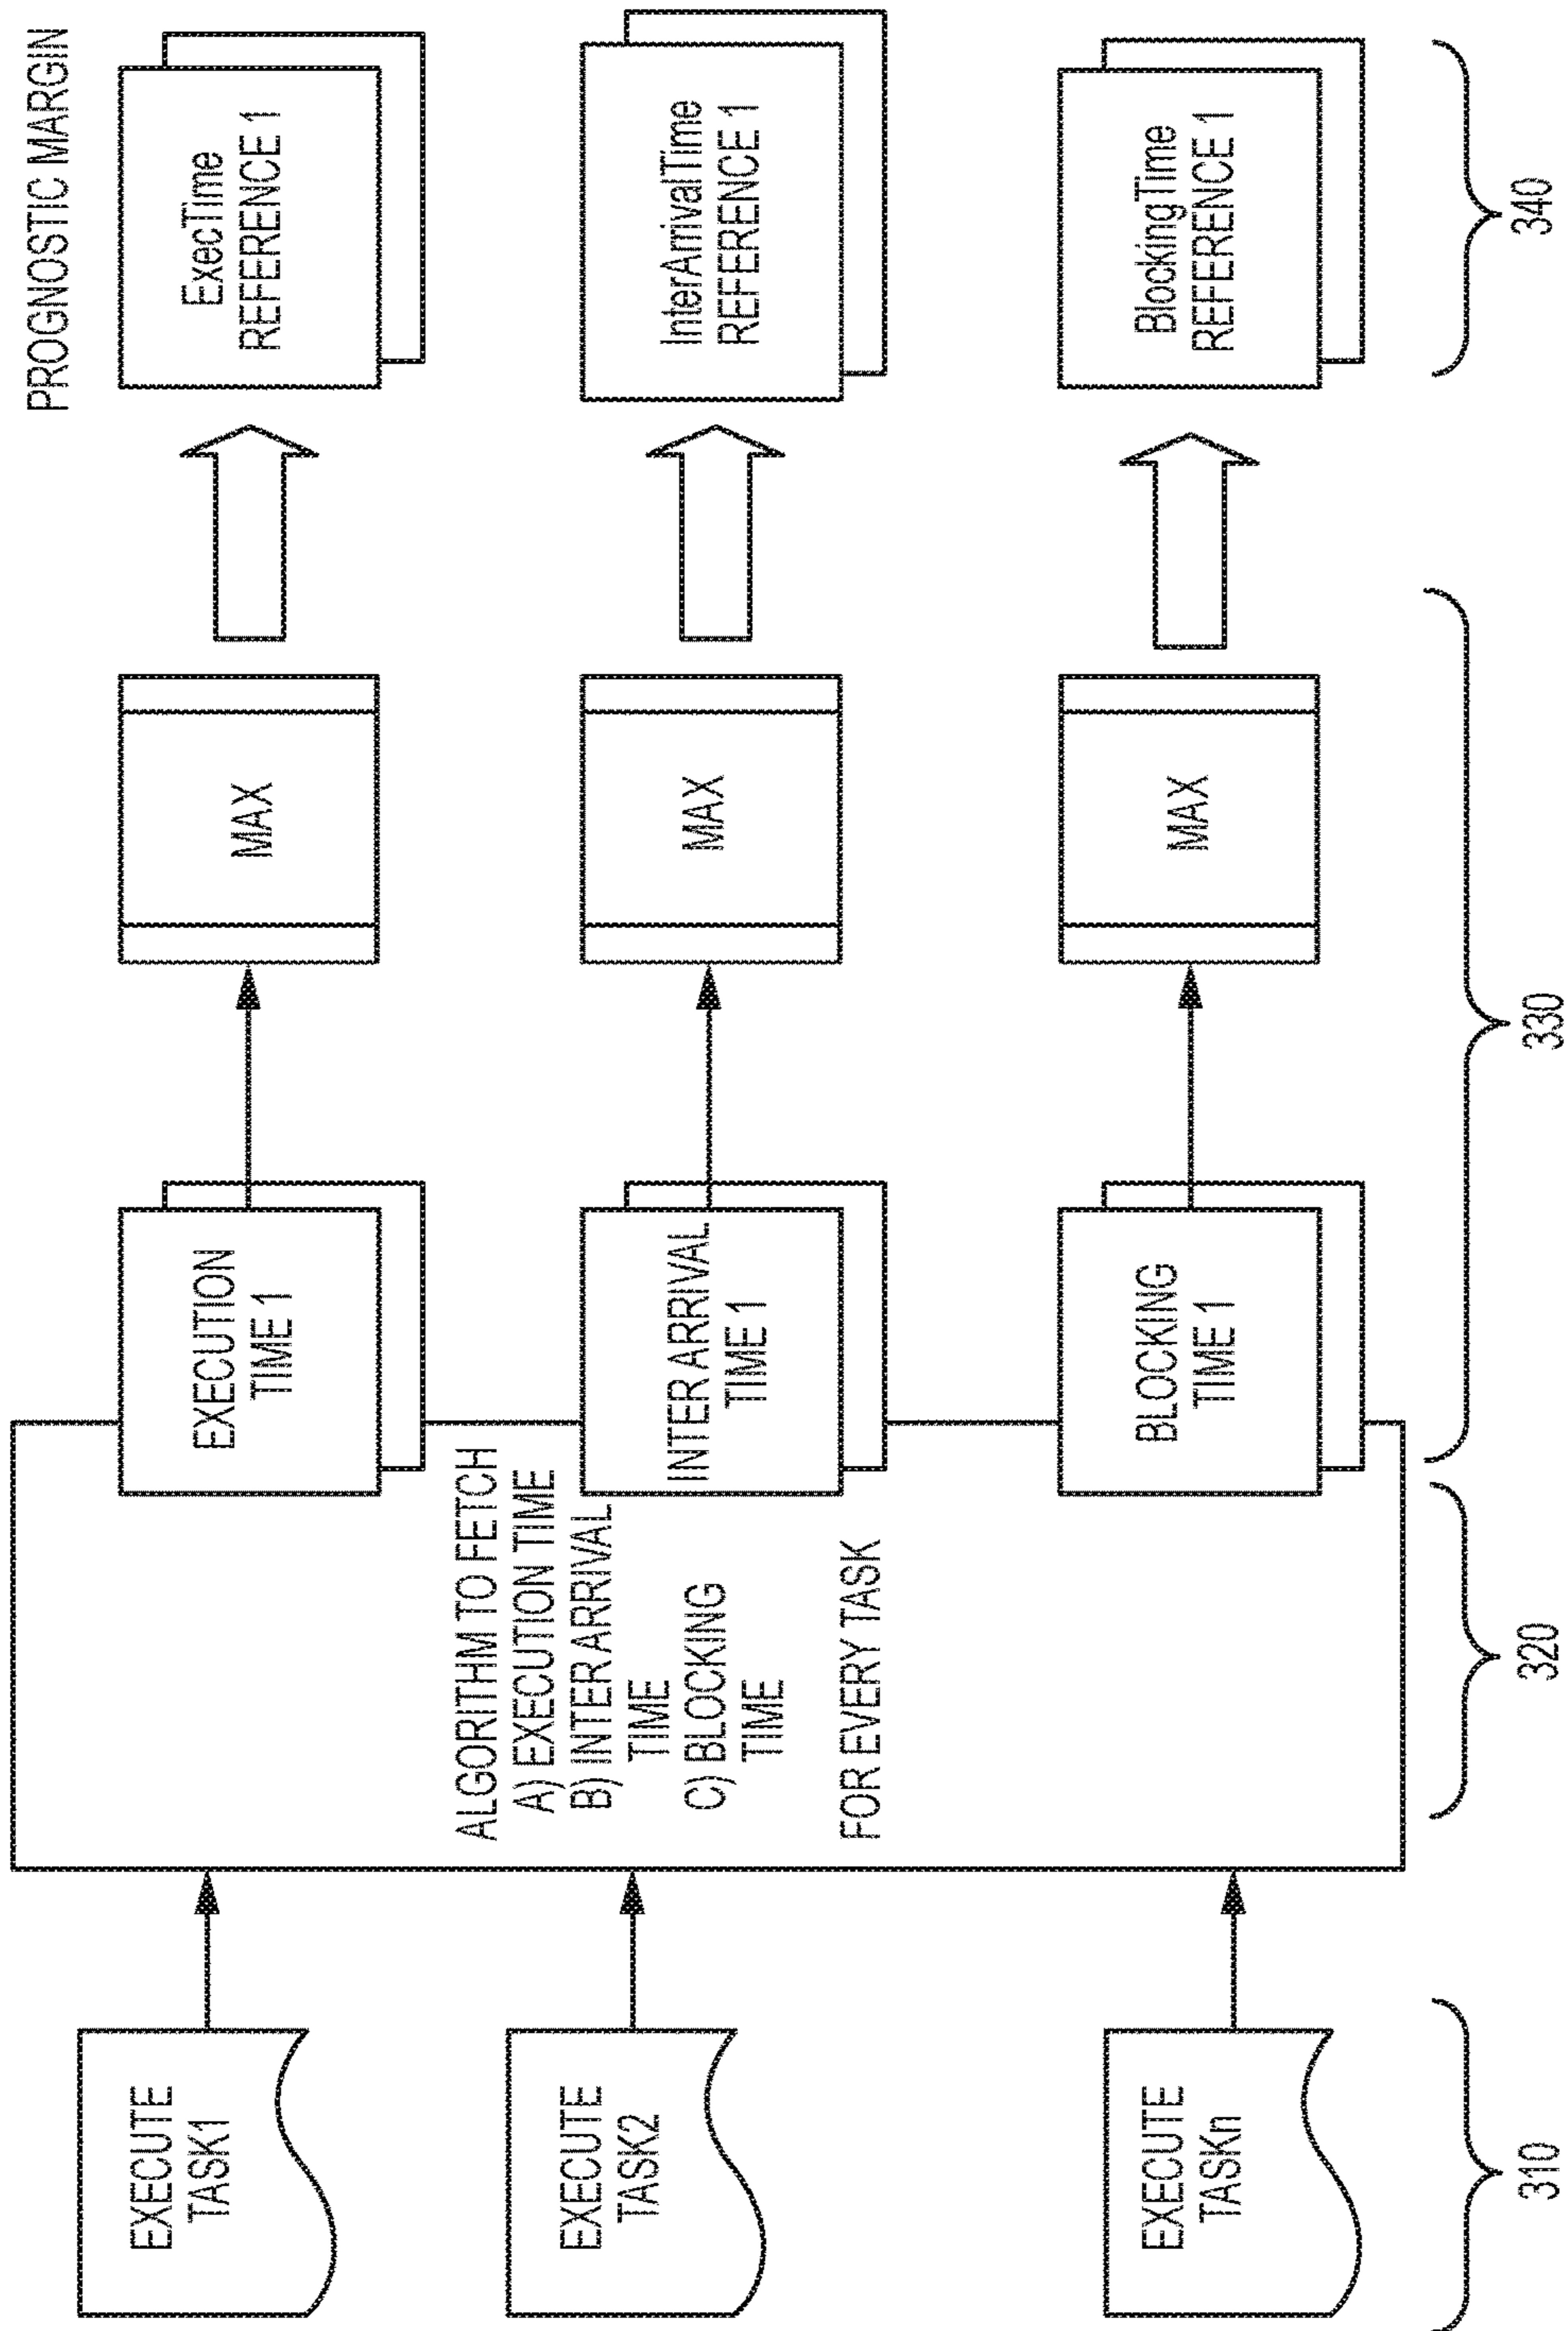 EXECUTE
TASK1
EXECUTE
TASK2
EXECUTE
TASKn
310
ALGORITHM TO FETCH
A) EXECUTION TIME
B) INTER ARRIVAL
TIME
C) BLOCKING
TIME
FOR EVERY TASK
320
EXECUTION
TIME 1
INTER ARRIVAL
TIME 1
BLOCKING
TIME 1
MAX
MAX
MAX
330
PROGNOSTIC MARGIN
ExecTime
REFERENCE 1
InterArrivalTime
REFERENCE 1
BlockingTime
REFERENCE 1
340